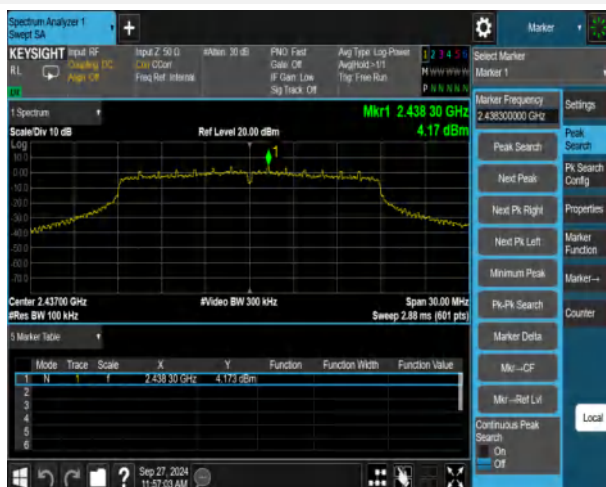 Spectrum Analyzer 1
Swept SA
Marker
KEYSIGHT Input: RF Input Z: 50 Ω #Atten: 30 dB PNO: Fast Avg Type: Log-Power 1 2 3 4 5 6
RL Coupling: DC Corr CCorr Gate: Off Avg|Hold:>1/1 M W W W W W
Align: Off Freq Ref: Internal IF Gain: Low Trig: Free Run
Sig Track: Off P N N N N N
Select Marker
Marker 1
1 Spectrum
Mkr1 2.438 30 GHz
Scale/Div 10 dB Ref Level 20.00 dBm 4.17 dBm
Log
10.0
0.00
-10.0
-20.0
-30.0
-40.0
-70.0
1
Center 2.43700 GHz #Video BW 300 kHz Span 30.00 MHz
#Res BW 100 kHz Sweep 2.88 ms (601 pts)
5 Marker Table
Mode Trace Scale X Y Function Function Width Function Value
1 N 1 f 2.438 30 GHz 4.173 dBm
2
3
4
5
6
Marker Frequency
2.438300000 GHz
Peak Search
Next Peak
Next Pk Right
Next Pk Left
Minimum Peak
Pk-Pk Search
Marker Delta
Mkr→CF
Mkr→Ref Lvl
Continuous Peak
Search
On
Off
Settings
Peak
Search
Pk Search
Config
Properties
Marker
Function
Marker→
Counter
Local
?
Sep 27, 2024
11:57:03 AM